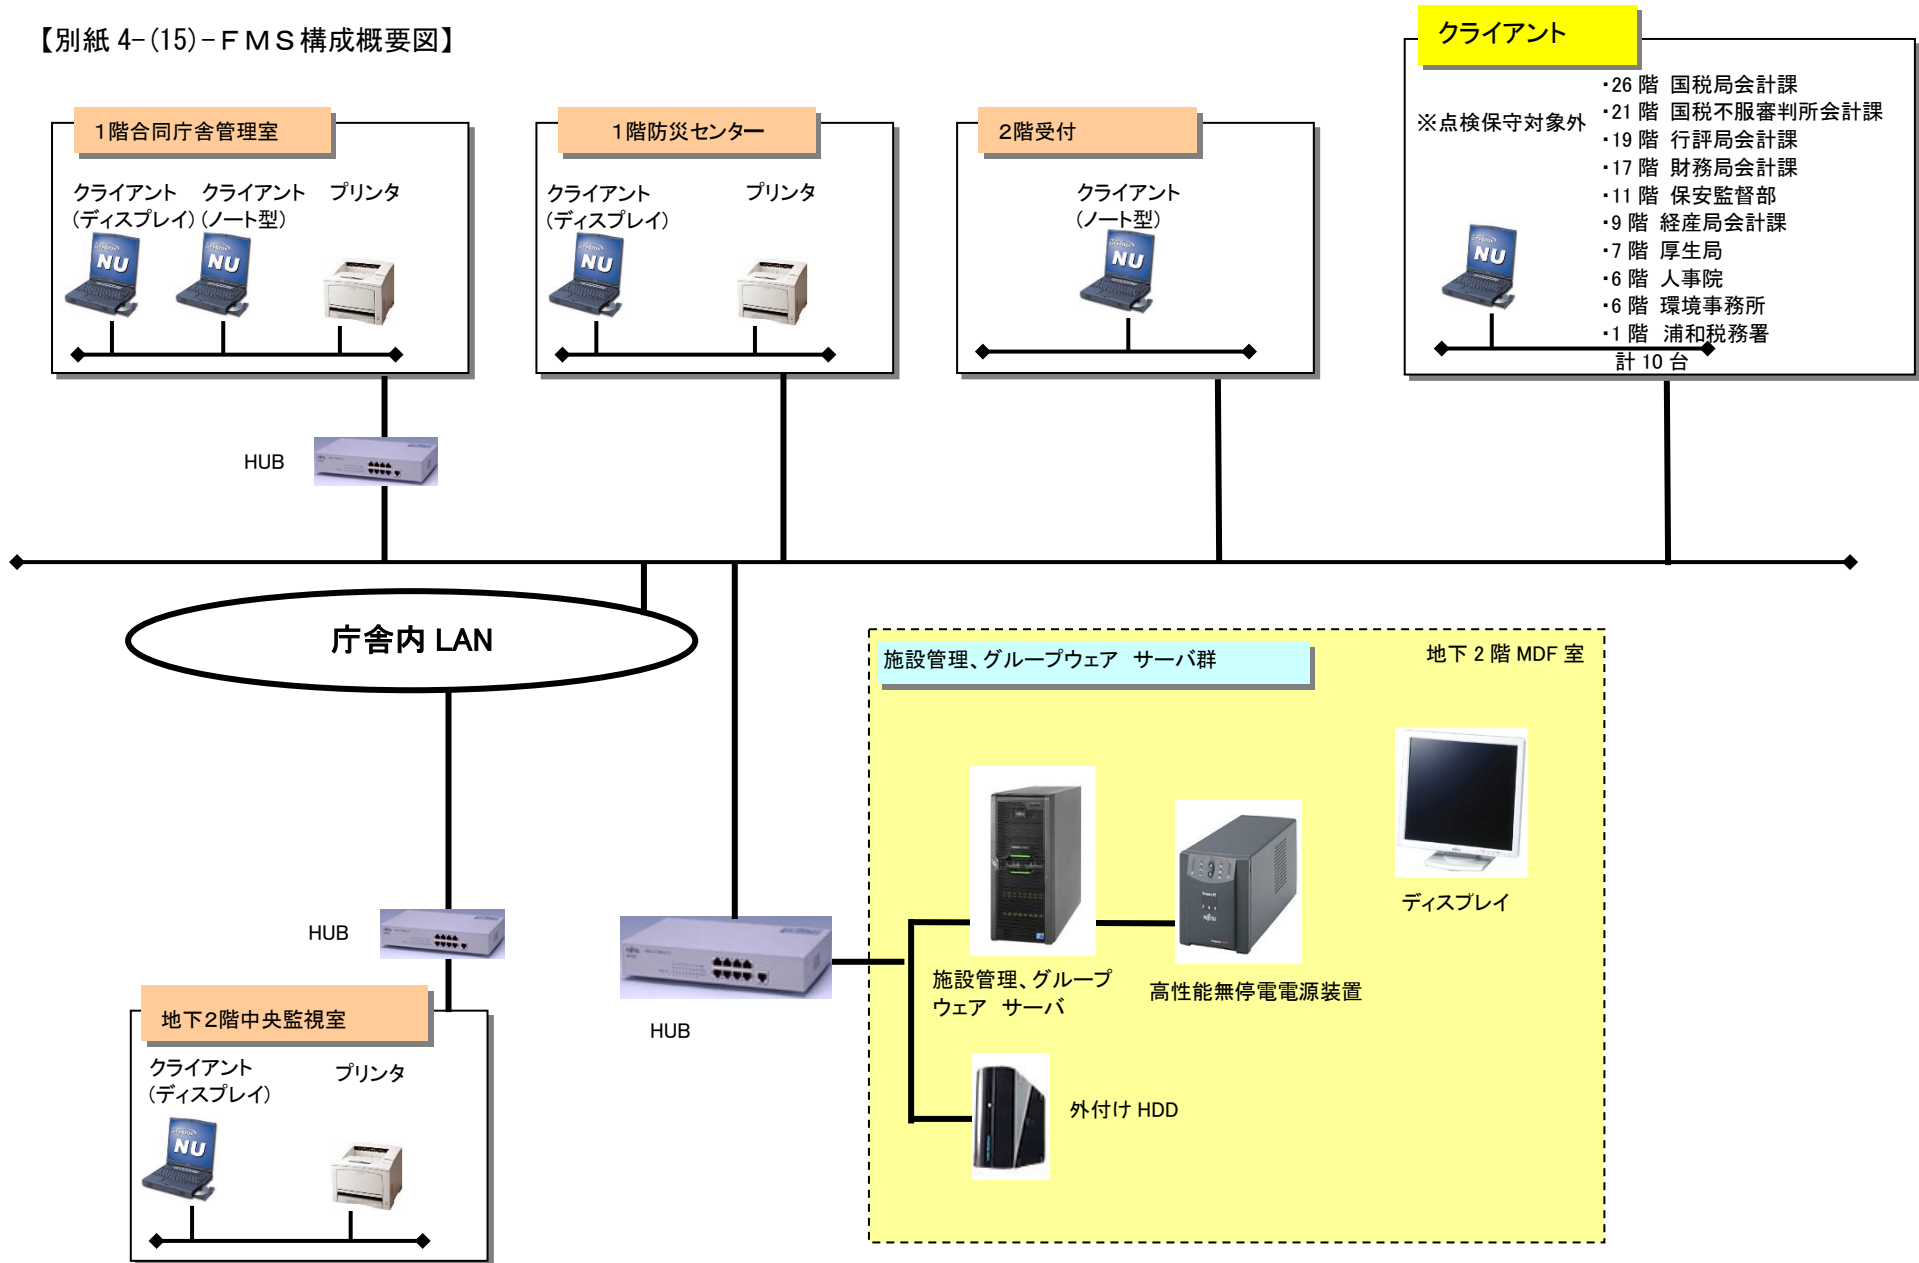 【別紙 4-(15)-ＦＭＳ構成概要図】
クライアント
※点検保守対象外
・26 階 国税局会計課
・21 階 国税不服審判所会計課
・19 階 行評局会計課
・17 階 財務局会計課
・11 階 保安監督部
・9 階 経産局会計課
・7 階 厚生局
・6 階 人事院
・6 階 環境事務所
・1 階 浦和税務署
計 10 台
１階合同庁舎管理室
クライアント
(ディスプレイ)
クライアント
(ノート型)
プリンタ
NU
NU
１階防災センター
クライアント
(ディスプレイ)
プリンタ
NU
２階受付
クライアント
(ノート型)
NU
NU
HUB
庁舎内 LAN
施設管理、グループウェア　サーバ群
地下 2 階 MDF 室
ディスプレイ
施設管理、グループ
ウェア　サーバ
高性能無停電電源装置
外付け HDD
HUB
HUB
地下２階中央監視室
クライアント
(ディスプレイ)
プリンタ
NU